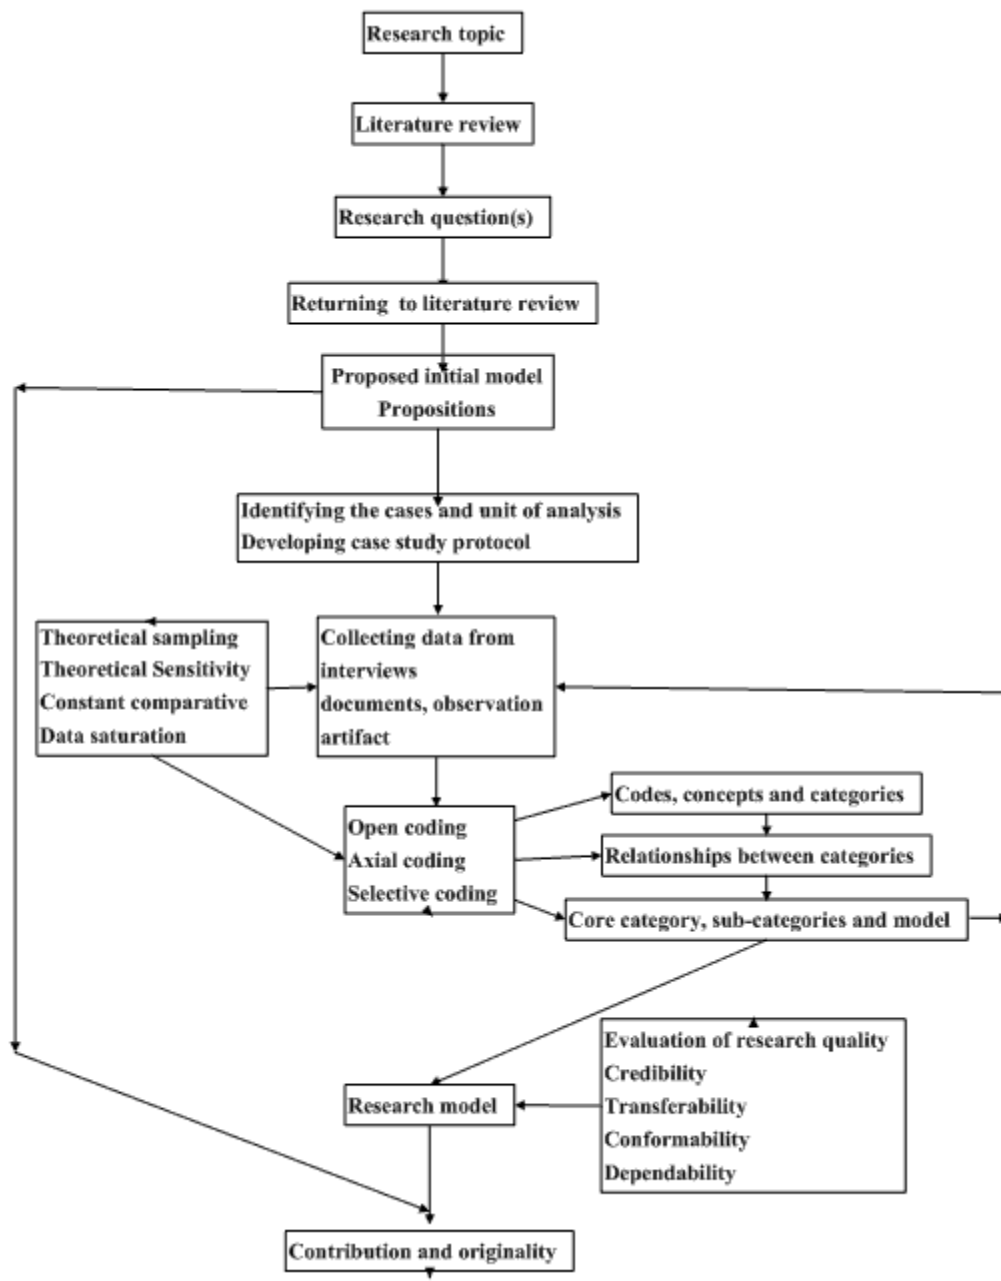 Research topic
Literature review
Research question(s)
Returning to literature review
Proposed initial model
Propositions
Identifying the cases and unit of analysis
Developing case study protocol
Theoretical sampling
Theoretical Sensitivity
Constant comparative
Data saturation
Collecting data from
interviews
documents, observation
artifact
Open coding
Axial coding
Selective coding
Codes, concepts and categories
Relationships between categories
Core category, sub-categories and model
Evaluation of research quality
Credibility
Transferability
Conformability
Dependability
Research model
Contribution and originality